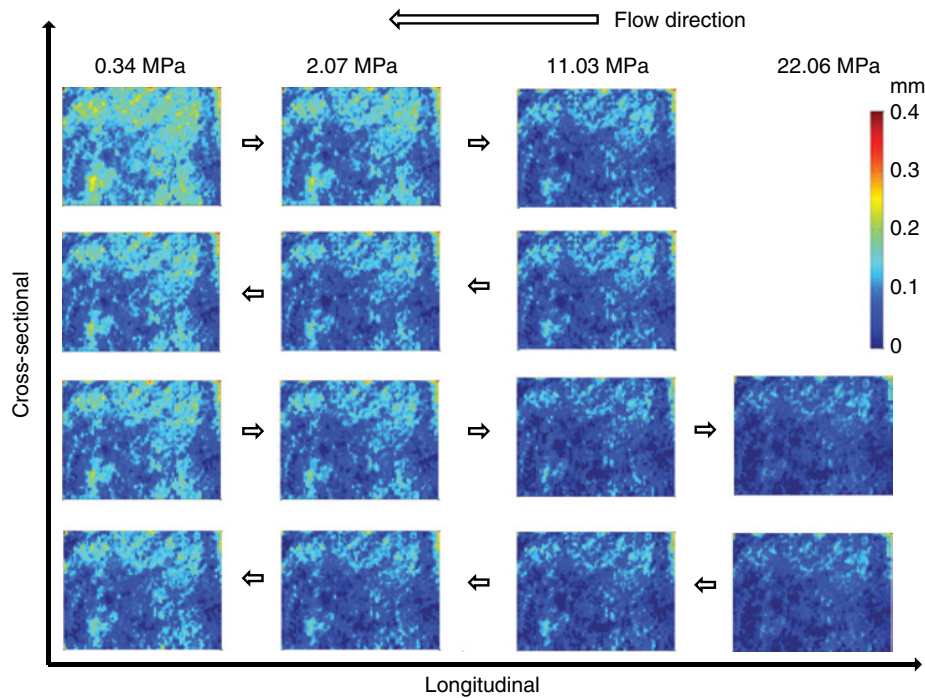 Flow direction
0.34 MPa
2.07 MPa
11.03 MPa
22.06 MPa
mm
0.4
0.3
0.2
0.1
0
Cross-sectional
Longitudinal